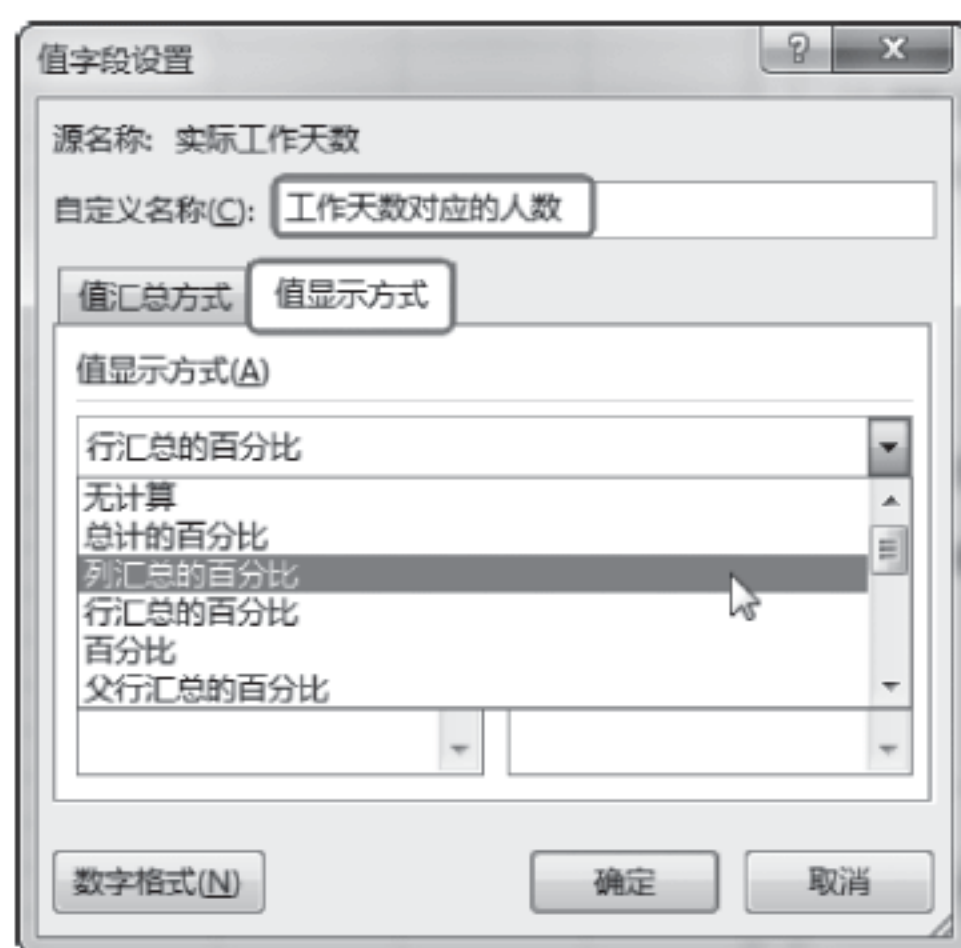 值字段设置
源名称: 实际工作天数
自定义名称(C): 工作天数对应的人数
值汇总方式 值显示方式
值显示方式(A)
行汇总的百分比
无计算
总计的百分比
列汇总的百分比
行汇总的百分比
百分比
父行汇总的百分比
数字格式(N) 确定 取消